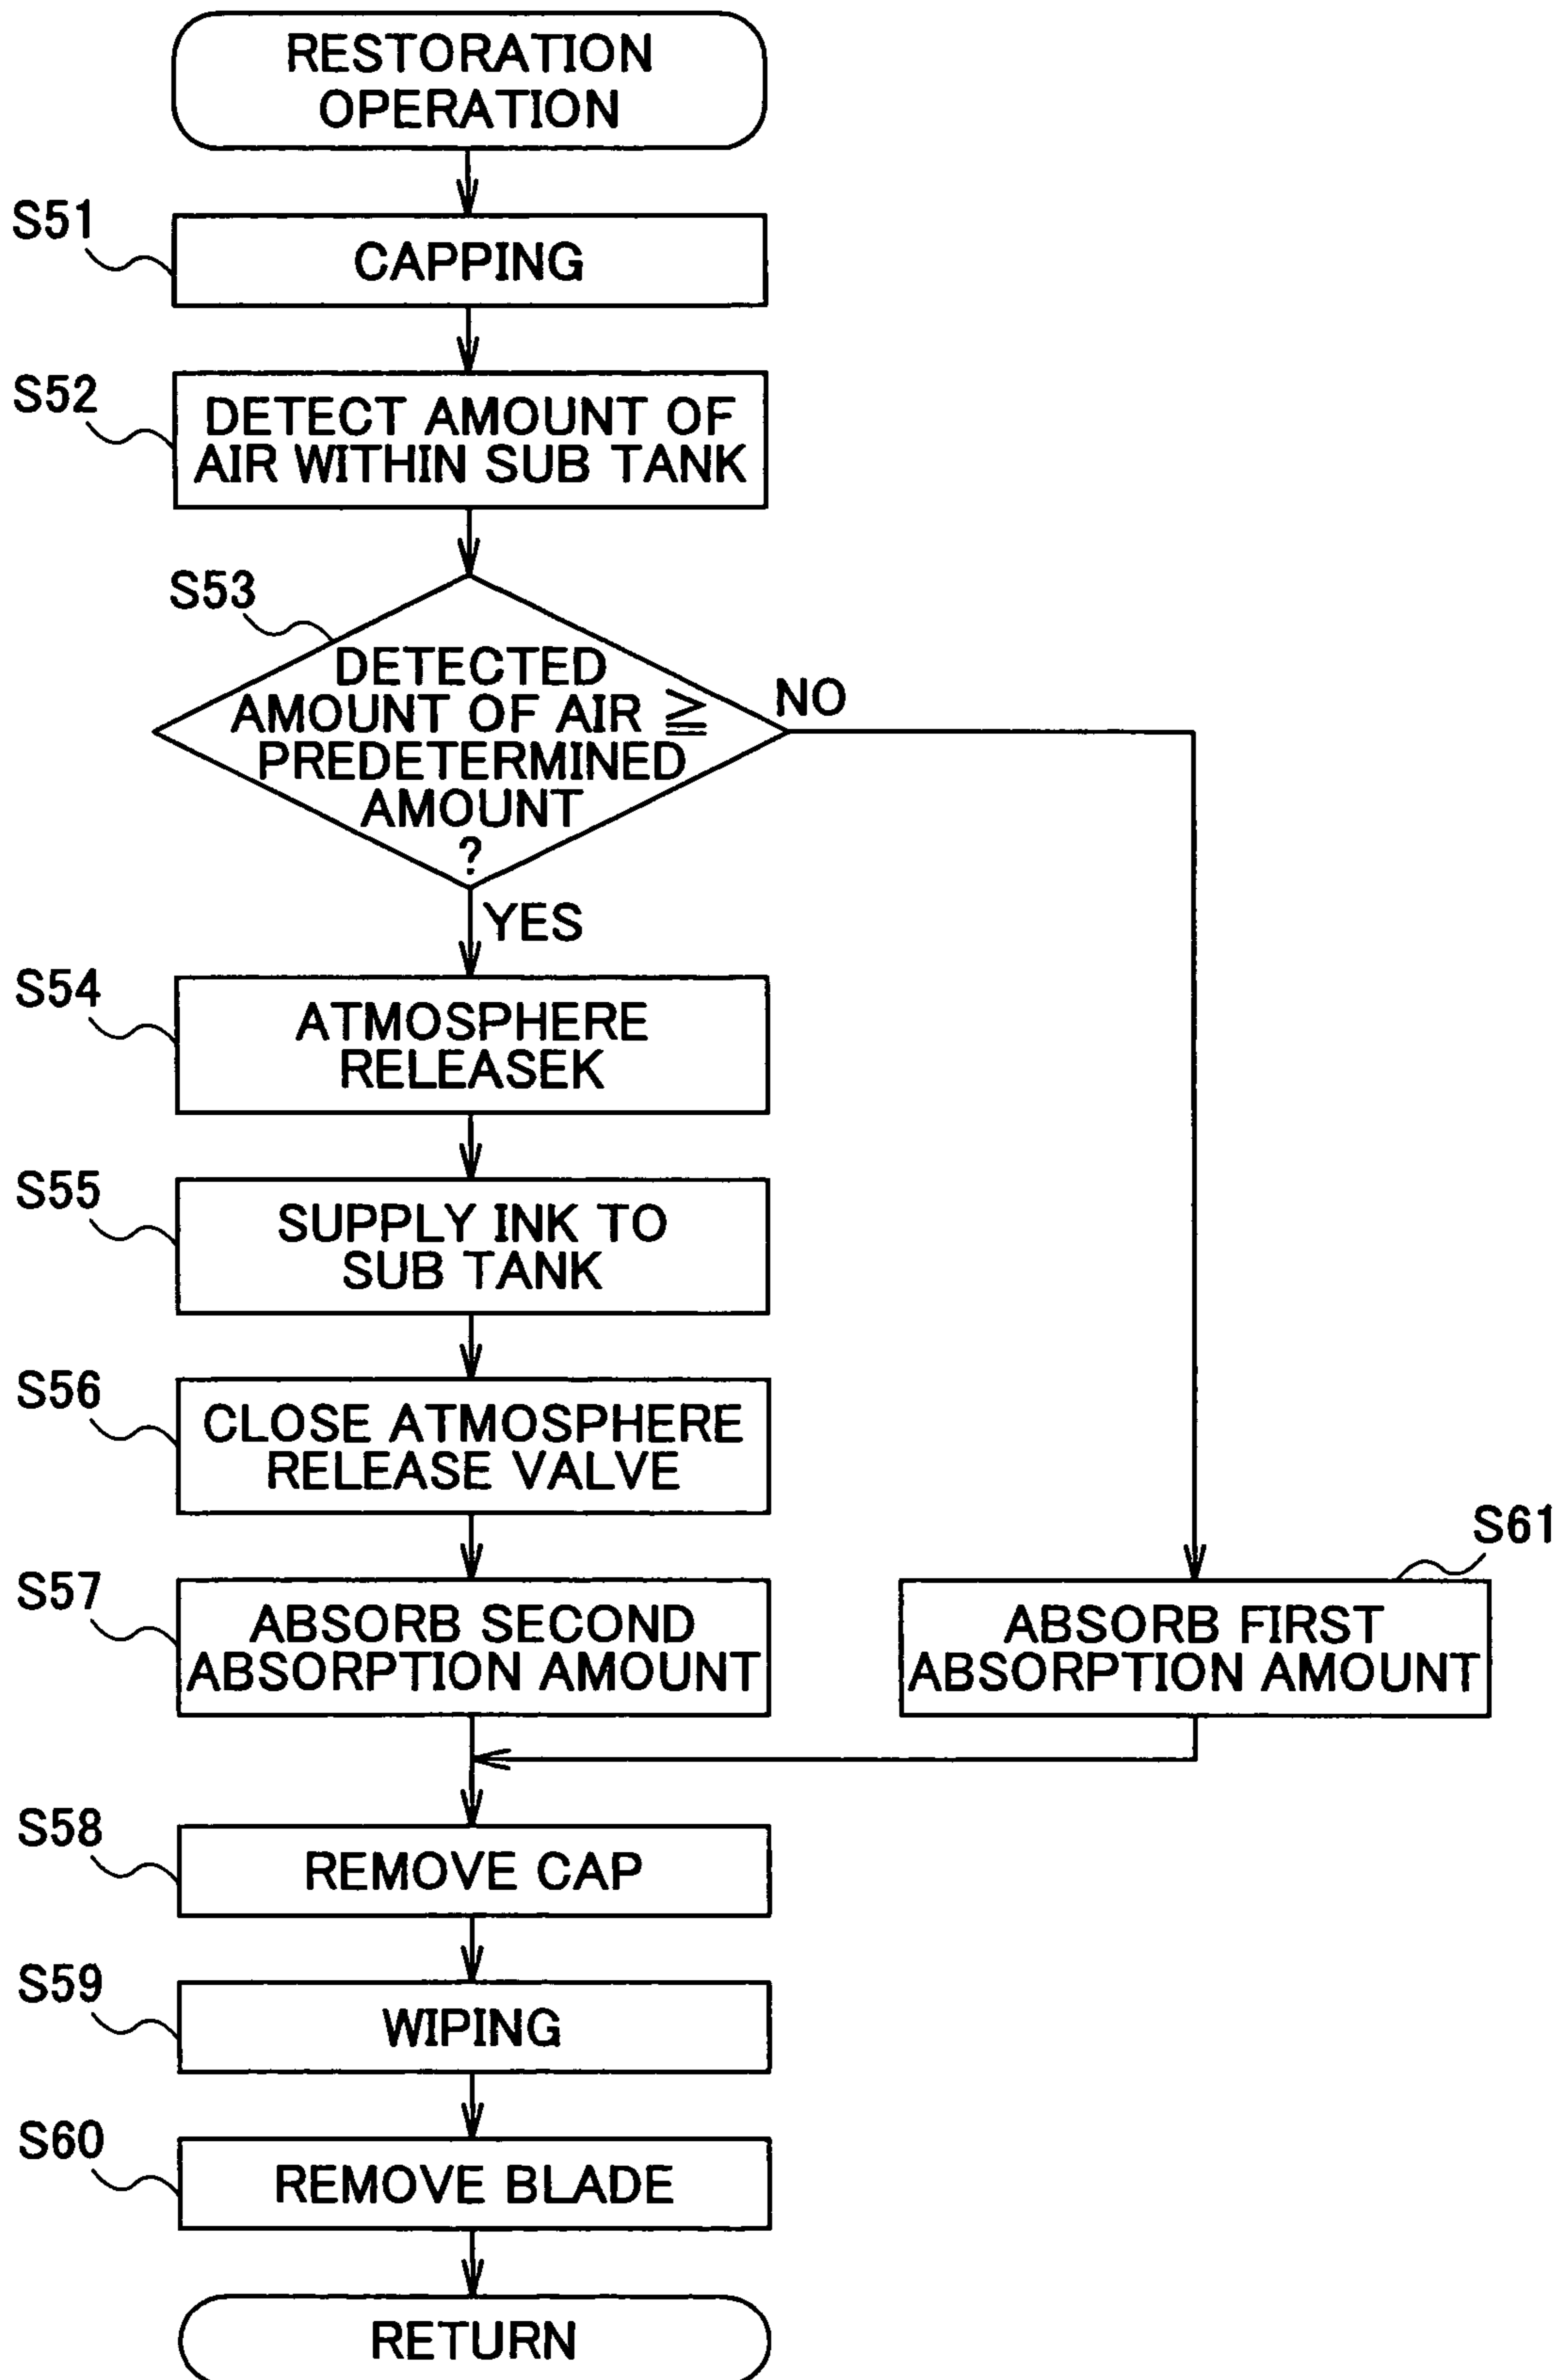 RESTORATION
OPERATION
S51
CAPPING
S52
DETECT AMOUNT OF
AIR WITHIN SUB TANK
S53
DETECTED
AMOUNT OF AIR ≧
PREDETERMINED
AMOUNT
?
NO
YES
S54
ATMOSPHERE
RELEASEK
S55
SUPPLY INK TO
SUB TANK
S56
CLOSE ATMOSPHERE
RELEASE VALVE
S57
ABSORB SECOND
ABSORPTION AMOUNT
S61
ABSORB FIRST
ABSORPTION AMOUNT
S58
REMOVE CAP
S59
WIPING
S60
REMOVE BLADE
RETURN